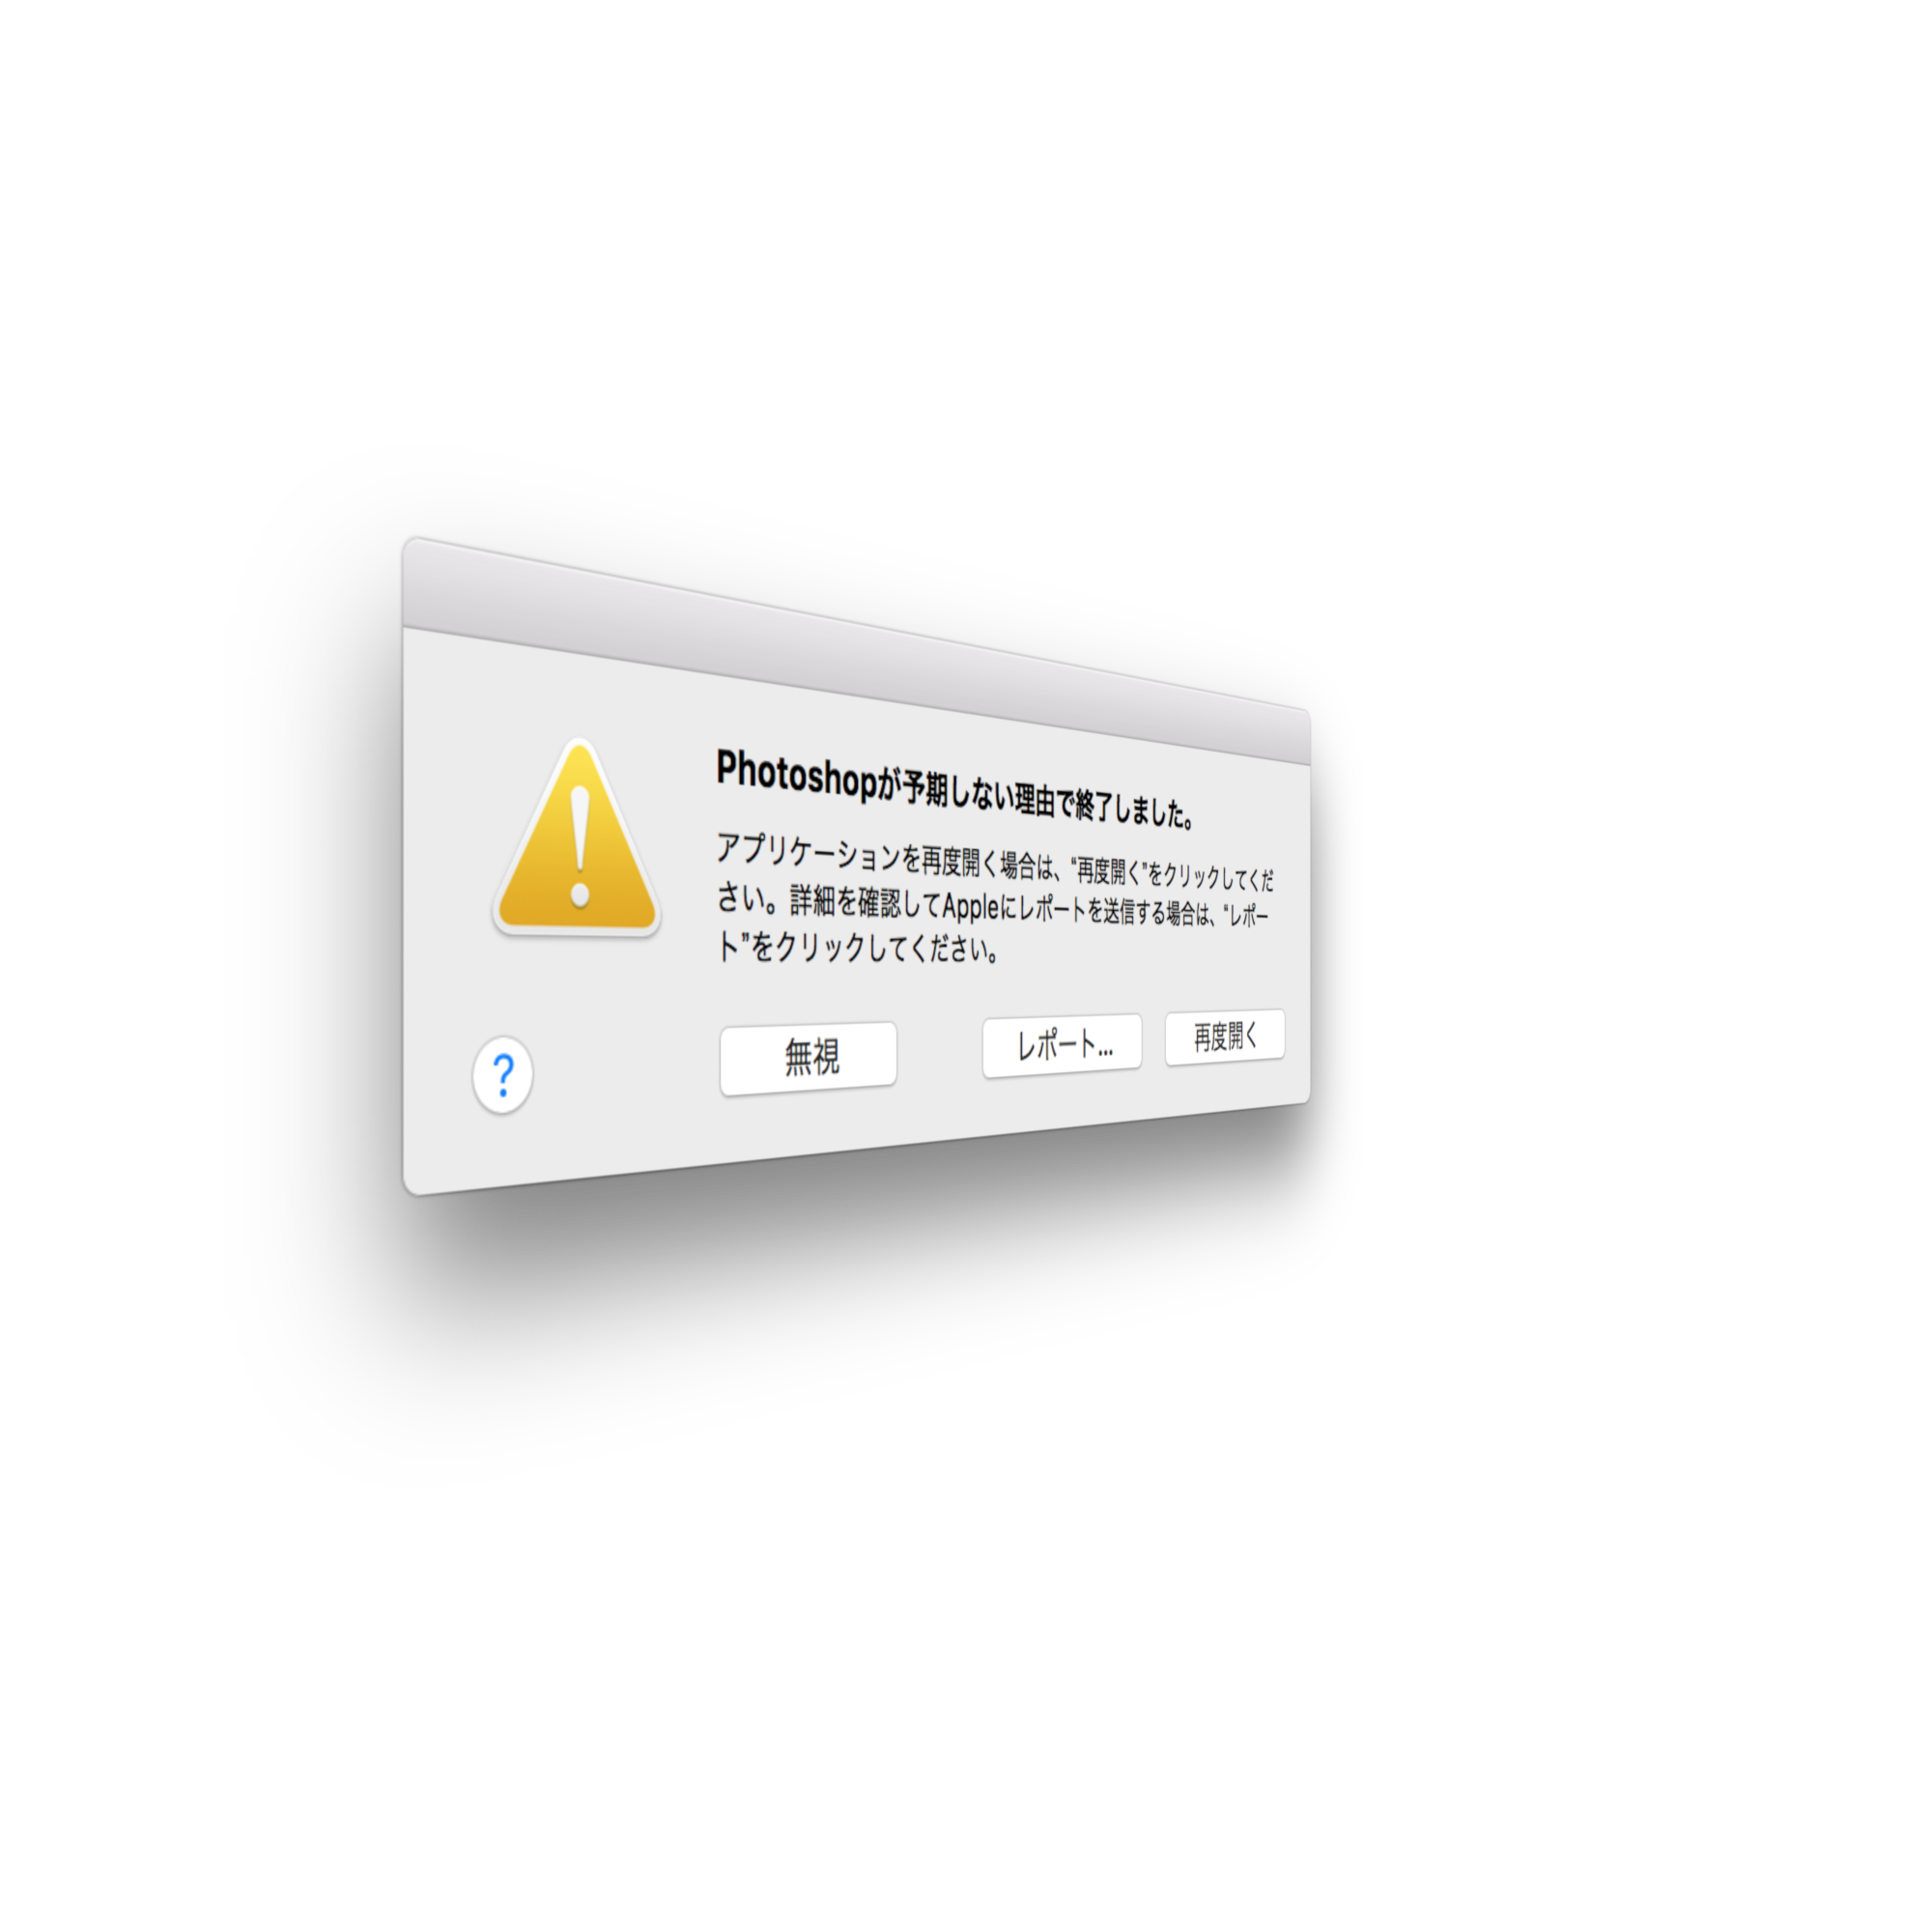 Photoshopが予期しない理由で終了しました。
アプリケーションを再度開く場合は、“再度開く”をクリックしてくだ
さい。詳細を確認してAppleにレポートを送信する場合は、“レポー
ト”をクリックしてください。
?
無視
レポート...
再度開く